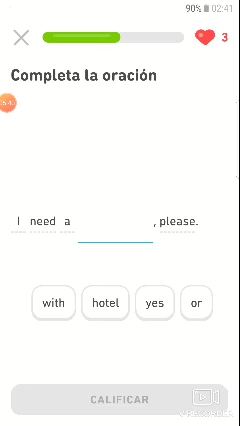 90% 02:41
3
Completa la oración
I need a , please.
with hotel yes or
CALIFICAR